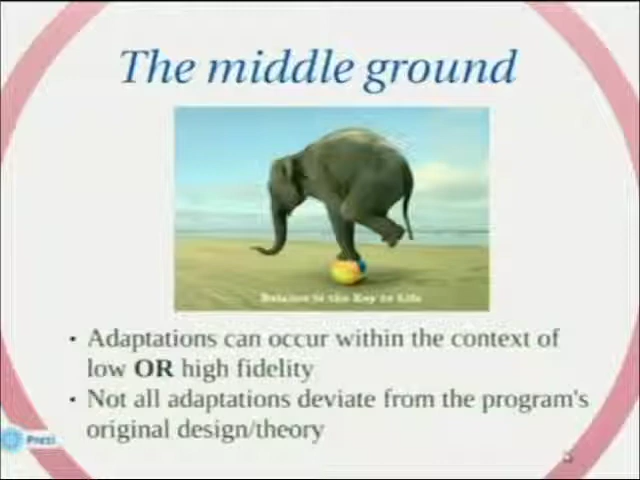 The middle ground
Balance is the Key to Life
• Adaptations can occur within the context of
low OR high fidelity
• Not all adaptations deviate from the program's
original design/theory
Prezi